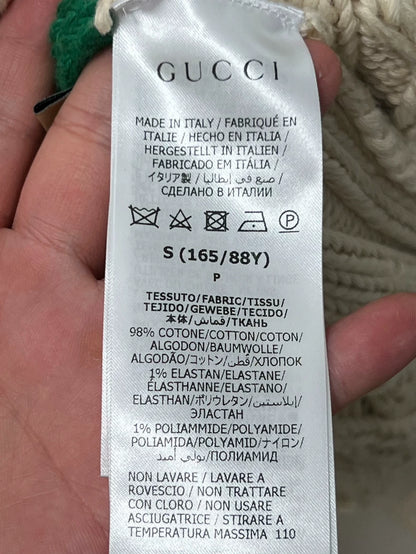 GUCCI
MADE IN ITALY / FABRIQUÉ EN
ITALIE / HECHO EN ITALIA /
HERGESTELLT IN ITALIEN /
FABRICADO EM ITÁLIA /
イタリア製 / صنع في إيطاليا /
СДЕЛАНО В ИТАЛИИ
P
S (165/88Y)
P
TESSUTO/FABRIC/TISSU/
TEJIDO/GEWEBE/TECIDO/
本体/قماش/ТКАНЬ
98% COTONE/COTTON/COTON/
ALGODON/BAUMWOLLE/
ALGODÃO/コットン/قطن/ХЛОПОК
1% ELASTAN/ELASTANE/
ÉLASTHANNE/ELASTANO/
ELASTHAN/ポリウレタン/إيلاستين/
ЭЛАСТАН
1% POLIAMMIDE/POLYAMIDE/
POLIAMIDA/POLYAMID/ナイロン/
بولي أميد/ПОЛИАМИД
NON LAVARE / LAVARE A
ROVESCIO / NON TRATTARE
CON CLORO / NON USARE
ASCIUGATRICE / STIRARE A
TEMPERATURA MASSIMA 110